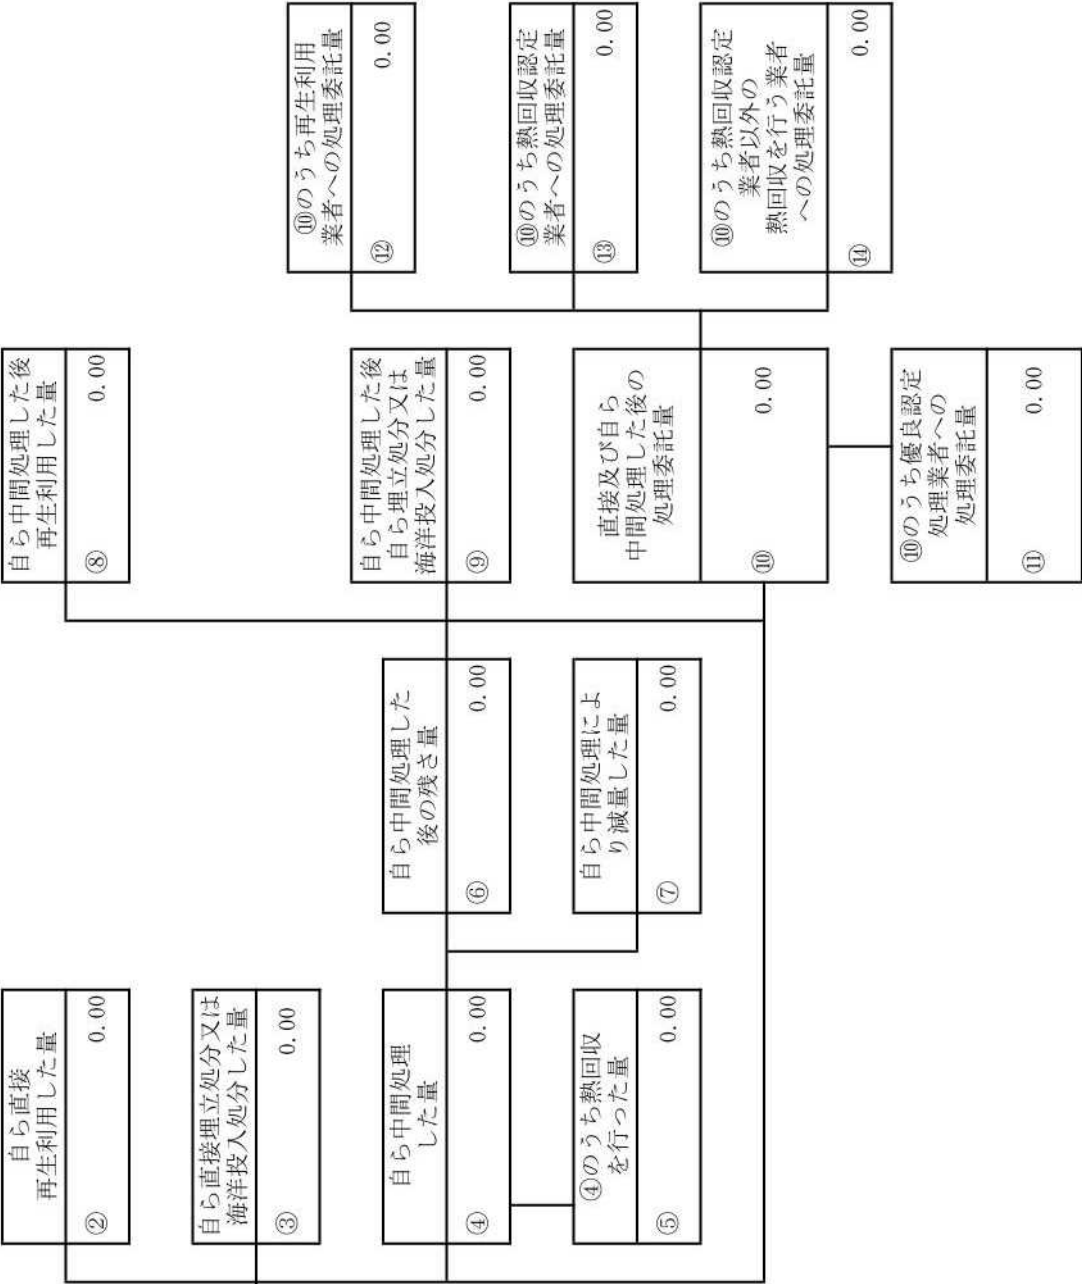 自ら直接
再生利用した量
② 0.00
自ら直接埋立処分又は
海洋投入処分した量
③ 0.00
自ら中間処理
した量
④ 0.00
④のうち熱回収
を行った量
⑤ 0.00
自ら中間処理した
後の残さ量
⑥ 0.00
自ら中間処理によ
り減量した量
⑦ 0.00
自ら中間処理した後
再生利用した量
⑧ 0.00
自ら中間処理した後
自ら埋立処分又は
海洋投入処分した量
⑨ 0.00
直接及び自ら
中間処理した後の
処理委託量
⑩ 0.00
⑩のうち優良認定
処理業者への
処理委託量
⑪ 0.00
⑩のうち再生利用
業者への処理委託量
⑫ 0.00
⑩のうち熱回収認定
業者への処理委託量
⑬ 0.00
⑩のうち熱回収認定
業者以外の
熱回収を行う業者
への処理委託量
⑭ 0.00